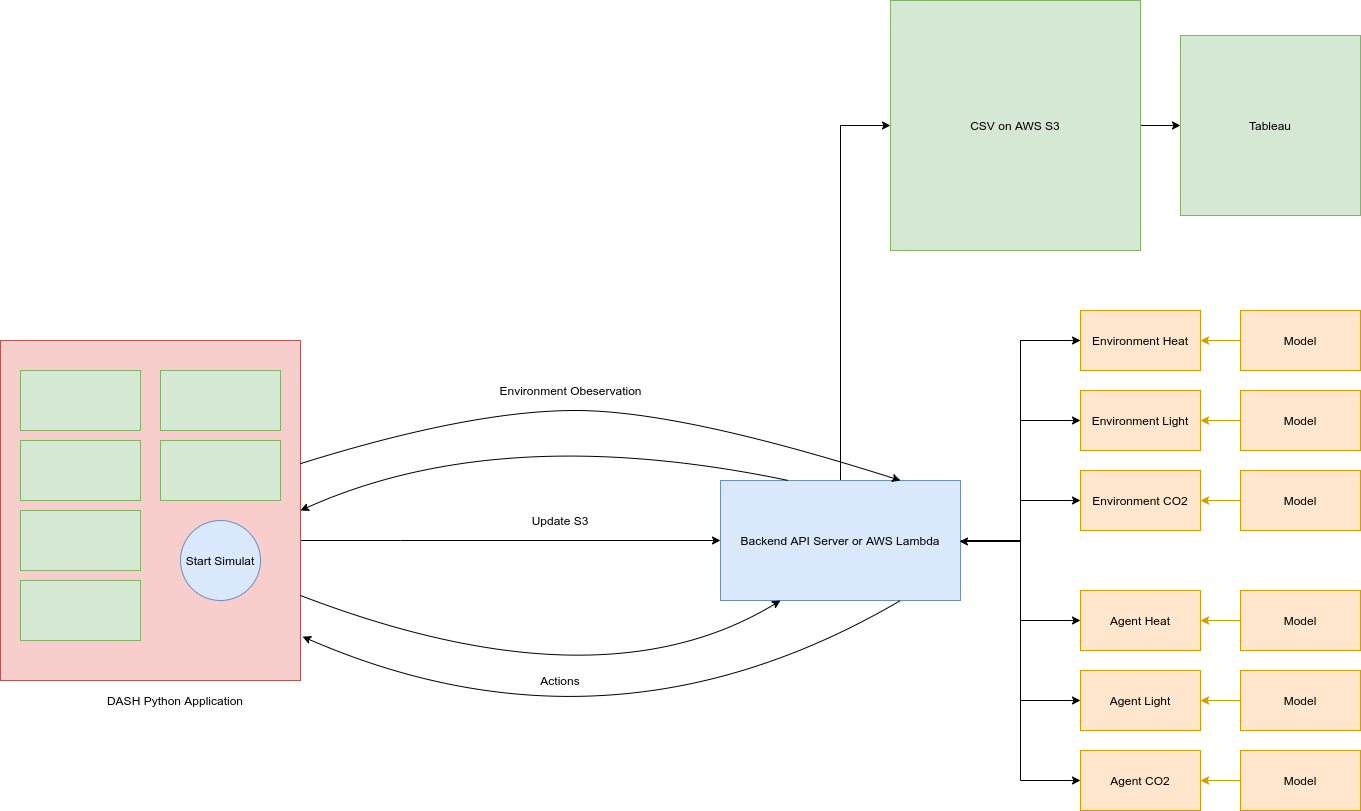 CSV on AWS S3
Tableau
Environment Heat
Model
Environment Obeservation
Environment Light
Model
Environment CO2
Model
Update S3
Backend API Server or AWS Lambda
Start Simulat
Agent Heat
Model
Actions
DASH Python Application
Agent Light
Model
Agent CO2
Model